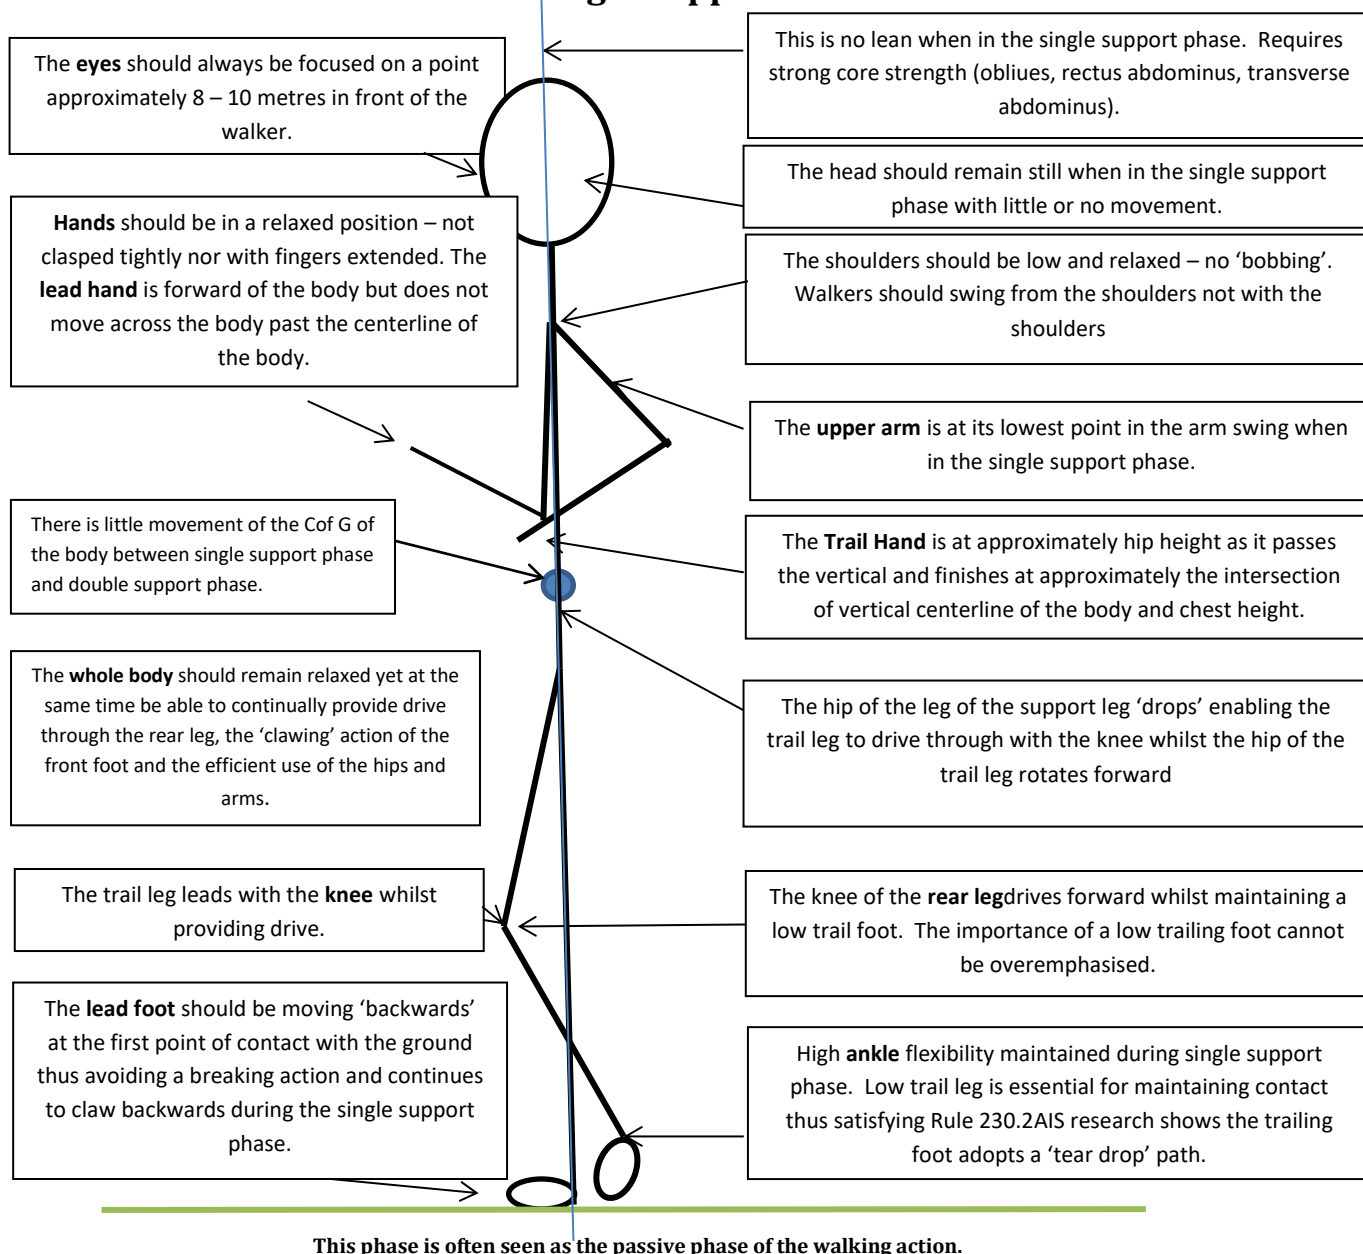 This is no lean when in the single support phase.  Requires
strong core strength (obliues, rectus abdominus, transverse
abdominus).
The eyes should always be focused on a point
approximately 8 – 10 metres in front of the
walker.
The head should remain still when in the single support
phase with little or no movement.
Hands should be in a relaxed position – not
clasped tightly nor with fingers extended. The
lead hand is forward of the body but does not
move across the body past the centerline of
the body.
The shoulders should be low and relaxed – no ‘bobbing’.
Walkers should swing from the shoulders not with the
shoulders
The upper arm is at its lowest point in the arm swing when
in the single support phase.
There is little movement of the Cof G of
the body between single support phase
and double support phase.
The Trail Hand is at approximately hip height as it passes
the vertical and finishes at approximately the intersection
of vertical centerline of the body and chest height.
The whole body should remain relaxed yet at the
same time be able to continually provide drive
through the rear leg, the ‘clawing’ action of the
front foot and the efficient use of the hips and
arms.
The hip of the leg of the support leg ‘drops’ enabling the
trail leg to drive through with the knee whilst the hip of the
trail leg rotates forward
The trail leg leads with the knee whilst
providing drive.
The knee of the rear legdrives forward whilst maintaining a
low trail foot.  The importance of a low trailing foot cannot
be overemphasised.
The lead foot should be moving ‘backwards’
at the first point of contact with the ground
thus avoiding a breaking action and continues
to claw backwards during the single support
phase.
High ankle flexibility maintained during single support
phase.  Low trail leg is essential for maintaining contact
thus satisfying Rule 230.2AIS research shows the trailing
foot adopts a ‘tear drop’ path.
This phase is often seen as the passive phase of the walking action.